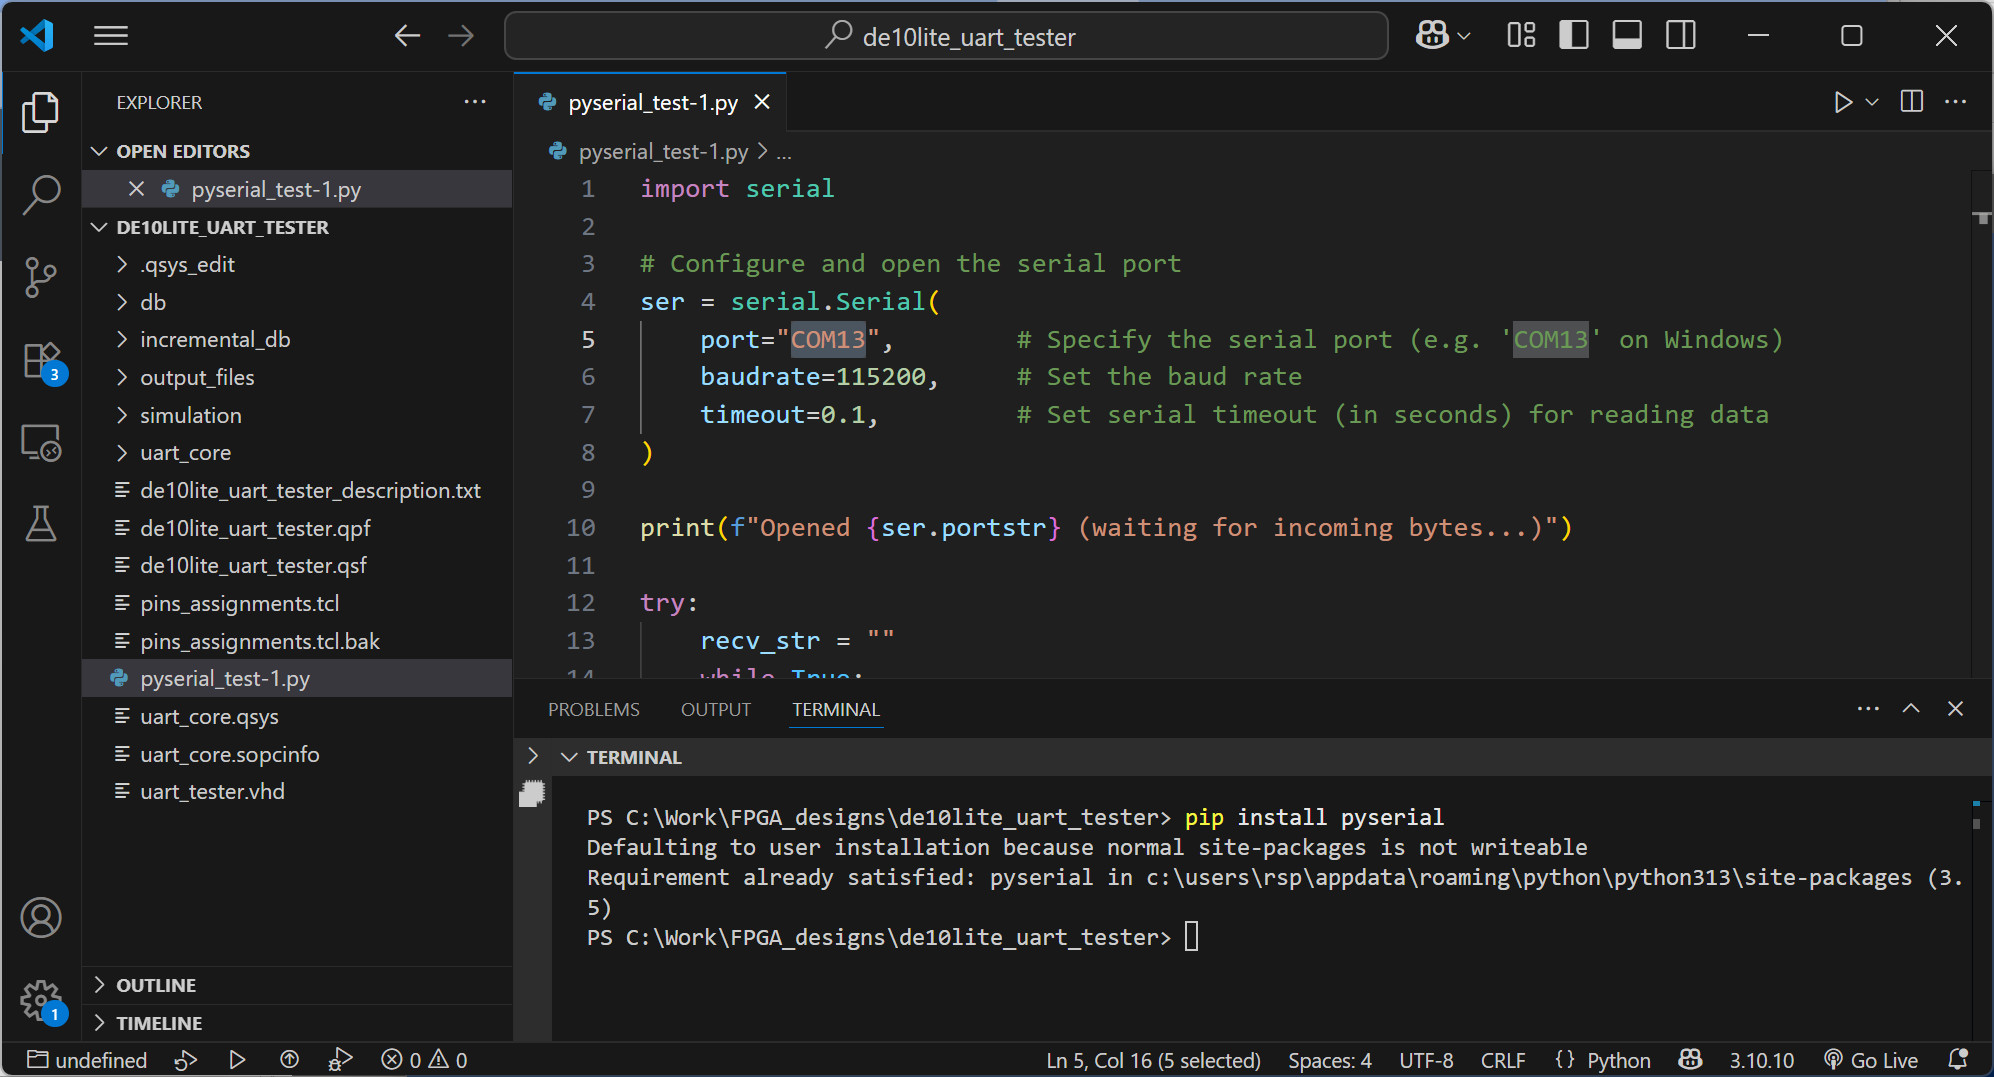 de10lite_uart_tester
EXPLORER
OPEN EDITORS
pyserial_test-1.py
DE10LITE_UART_TESTER
.qsys_edit
db
incremental_db
output_files
simulation
uart_core
de10lite_uart_tester_description.txt
de10lite_uart_tester.qpf
de10lite_uart_tester.qsf
pins_assignments.tcl
pins_assignments.tcl.bak
pyserial_test-1.py
uart_core.qsys
uart_core.sopcinfo
uart_tester.vhd
OUTLINE
TIMELINE
3
1
pyserial_test-1.py
pyserial_test-1.py > ...
1 import serial
2
3 # Configure and open the serial port
4 ser = serial.Serial(
5 port="COM13", # Specify the serial port (e.g. 'COM13' on Windows)
6 baudrate=115200, # Set the baud rate
7 timeout=0.1, # Set serial timeout (in seconds) for reading data
8 )
9
10 print(f"Opened {ser.portstr} (waiting for incoming bytes...)")
11
12 try:
13 recv_str = ""
14 while True:
PROBLEMS OUTPUT TERMINAL
TERMINAL
PS C:\Work\FPGA_designs\de10lite_uart_tester> pip install pyserial
Defaulting to user installation because normal site-packages is not writeable
Requirement already satisfied: pyserial in c:\users\rsp\appdata\roaming\python\python313\site-packages (3.
5)
PS C:\Work\FPGA_designs\de10lite_uart_tester>
undefined 0 0 Ln 5, Col 16 (5 selected) Spaces: 4 UTF-8 CRLF {} Python 3.10.10 Go Live